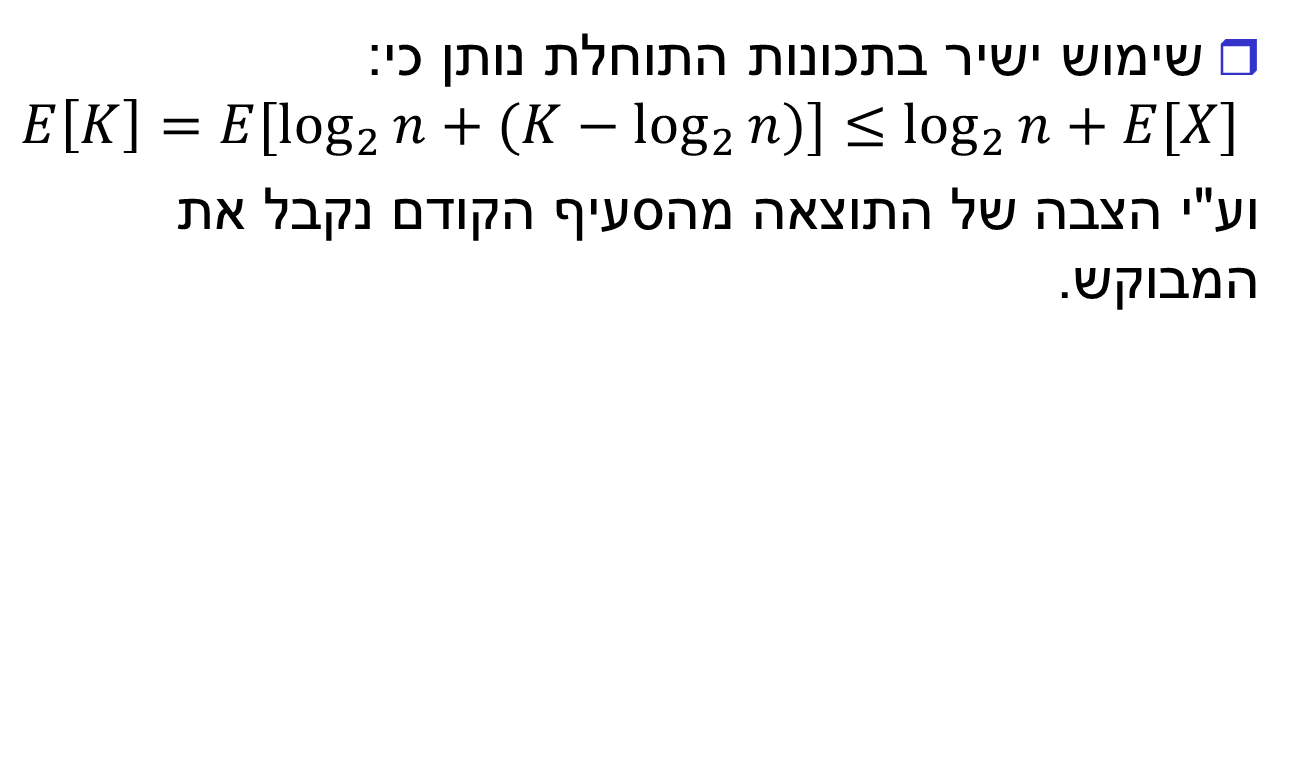 ❒ שימוש ישיר בתכונות התוחלת נותן כי:
E[K] = E[log₂ n + (K − log₂ n)] ≤ log₂ n + E[X]
וע"י הצבה של התוצאה מהסעיף הקודם נקבל את
המבוקש.